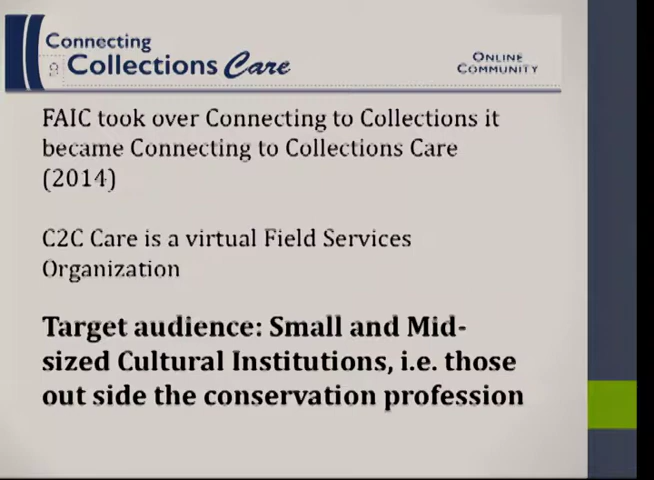 Connecting
to Collections Care
ONLINE
COMMUNITY
FAIC took over Connecting to Collections it
became Connecting to Collections Care
(2014)
C2C Care is a virtual Field Services
Organization
Target audience: Small and Mid-
sized Cultural Institutions, i.e. those
out side the conservation profession